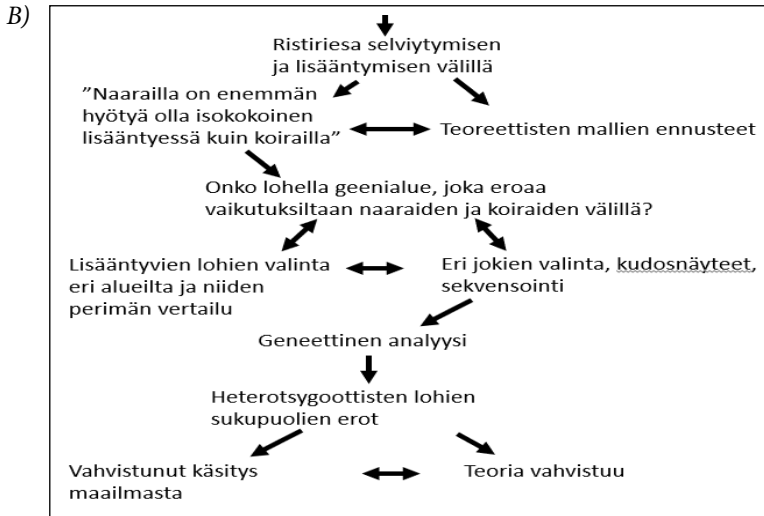 B)
Ristiriesa selviytymisen
ja lisääntymisen välillä
”Naarailla on enemmän
hyötyä olla isokokoinen
lisääntyessä kuin koirailla”
Teoreettisten mallien ennusteet
Onko lohella geenialue, joka eroaa
vaikutuksiltaan naaraiden ja koiraiden välillä?
Lisääntyvien lohien valinta
eri alueilta ja niiden
perimän vertailu
Eri jokien valinta, kudosnäyteet,
sekvensointi
Geneettinen analyysi
Heterotsygoottisten lohien
sukupuolien erot
Vahvistunut käsitys
maailmasta
Teoria vahvistuu